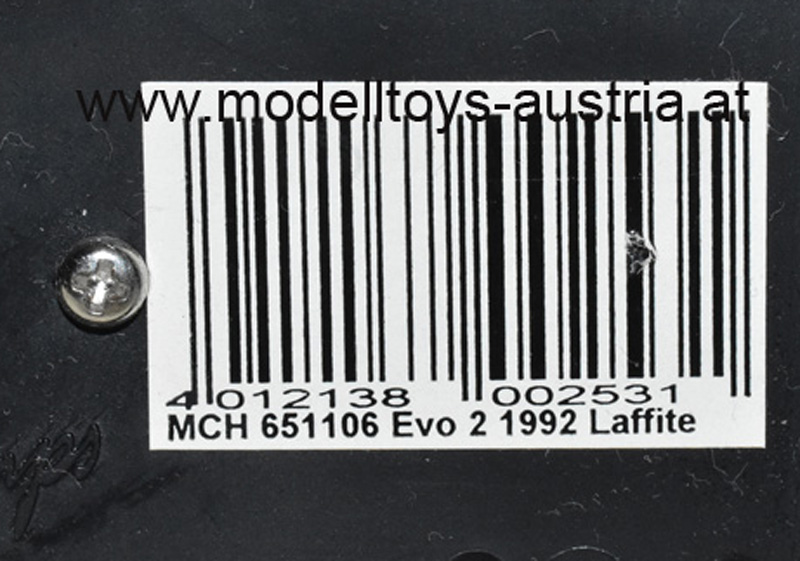 www.modelltoys-austria.at
4 012138 002531
MCH 651106 Evo 2 1992 Laffite